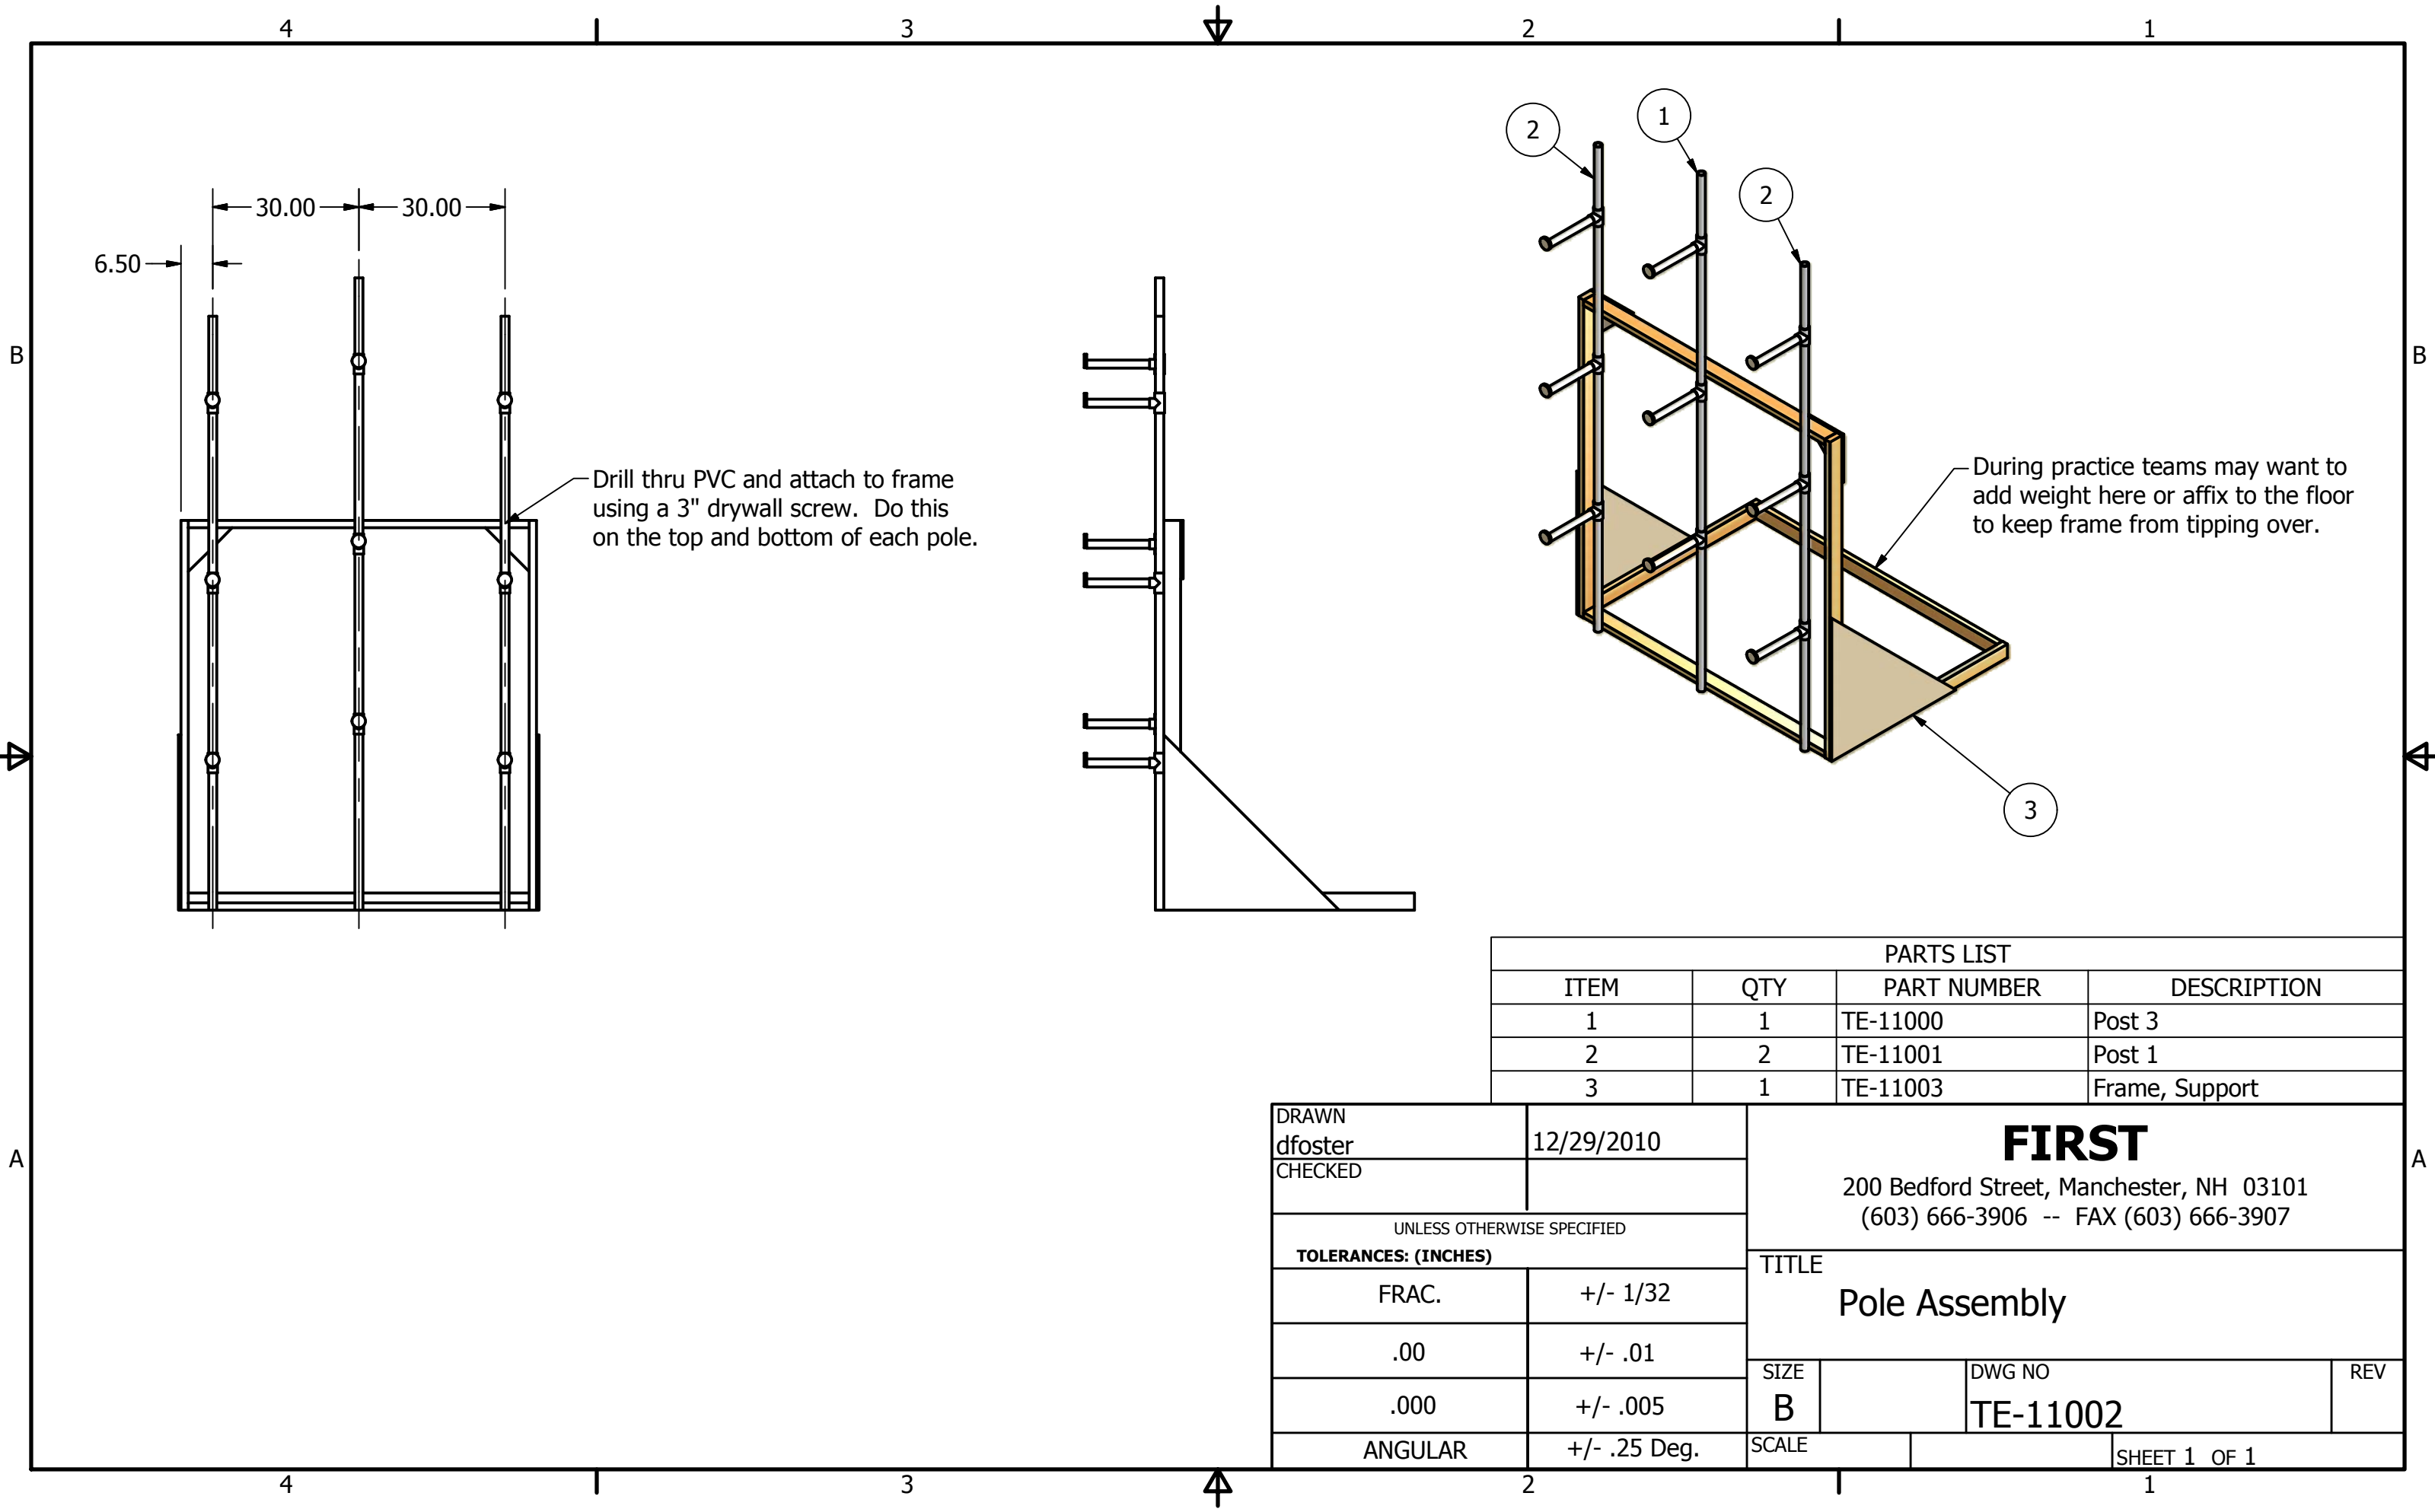 4 3 2 1
2
1
2
30.00 30.00
6.50
B B
Drill thru PVC and attach to frame
using a 3" drywall screw. Do this
on the top and bottom of each pole.
During practice teams may want to
add weight here or affix to the floor
to keep frame from tipping over.
3
PARTS LIST
ITEM QTY PART NUMBER DESCRIPTION
1 1 TE-11000 Post 3
2 2 TE-11001 Post 1
3 1 TE-11003 Frame, Support
A A
DRAWN
dfoster 12/29/2010
CHECKED
UNLESS OTHERWISE SPECIFIED
TOLERANCES: (INCHES)
FRAC. +/- 1/32
.00 +/- .01
.000 +/- .005
ANGULAR +/- .25 Deg.
FIRST
200 Bedford Street, Manchester, NH 03101
(603) 666-3906 -- FAX (603) 666-3907
TITLE
Pole Assembly
SIZE DWG NO REV
B TE-11002
SCALE SHEET 1 OF 1
4 3 2 1